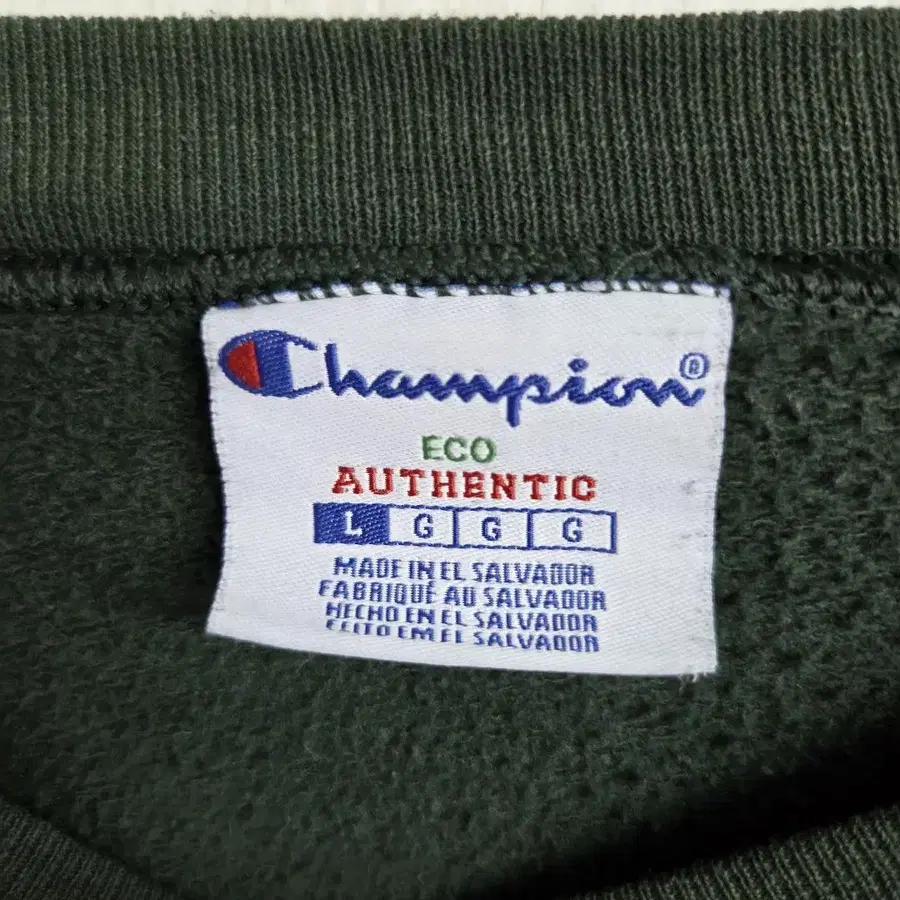 Champion®
ECO
AUTHENTIC
L G G G
MADE IN EL SALVADOR
FABRIQUÉ AU SALVADOR
HECHO EN EL SALVADOR
FEITO EM EL SALVADOR